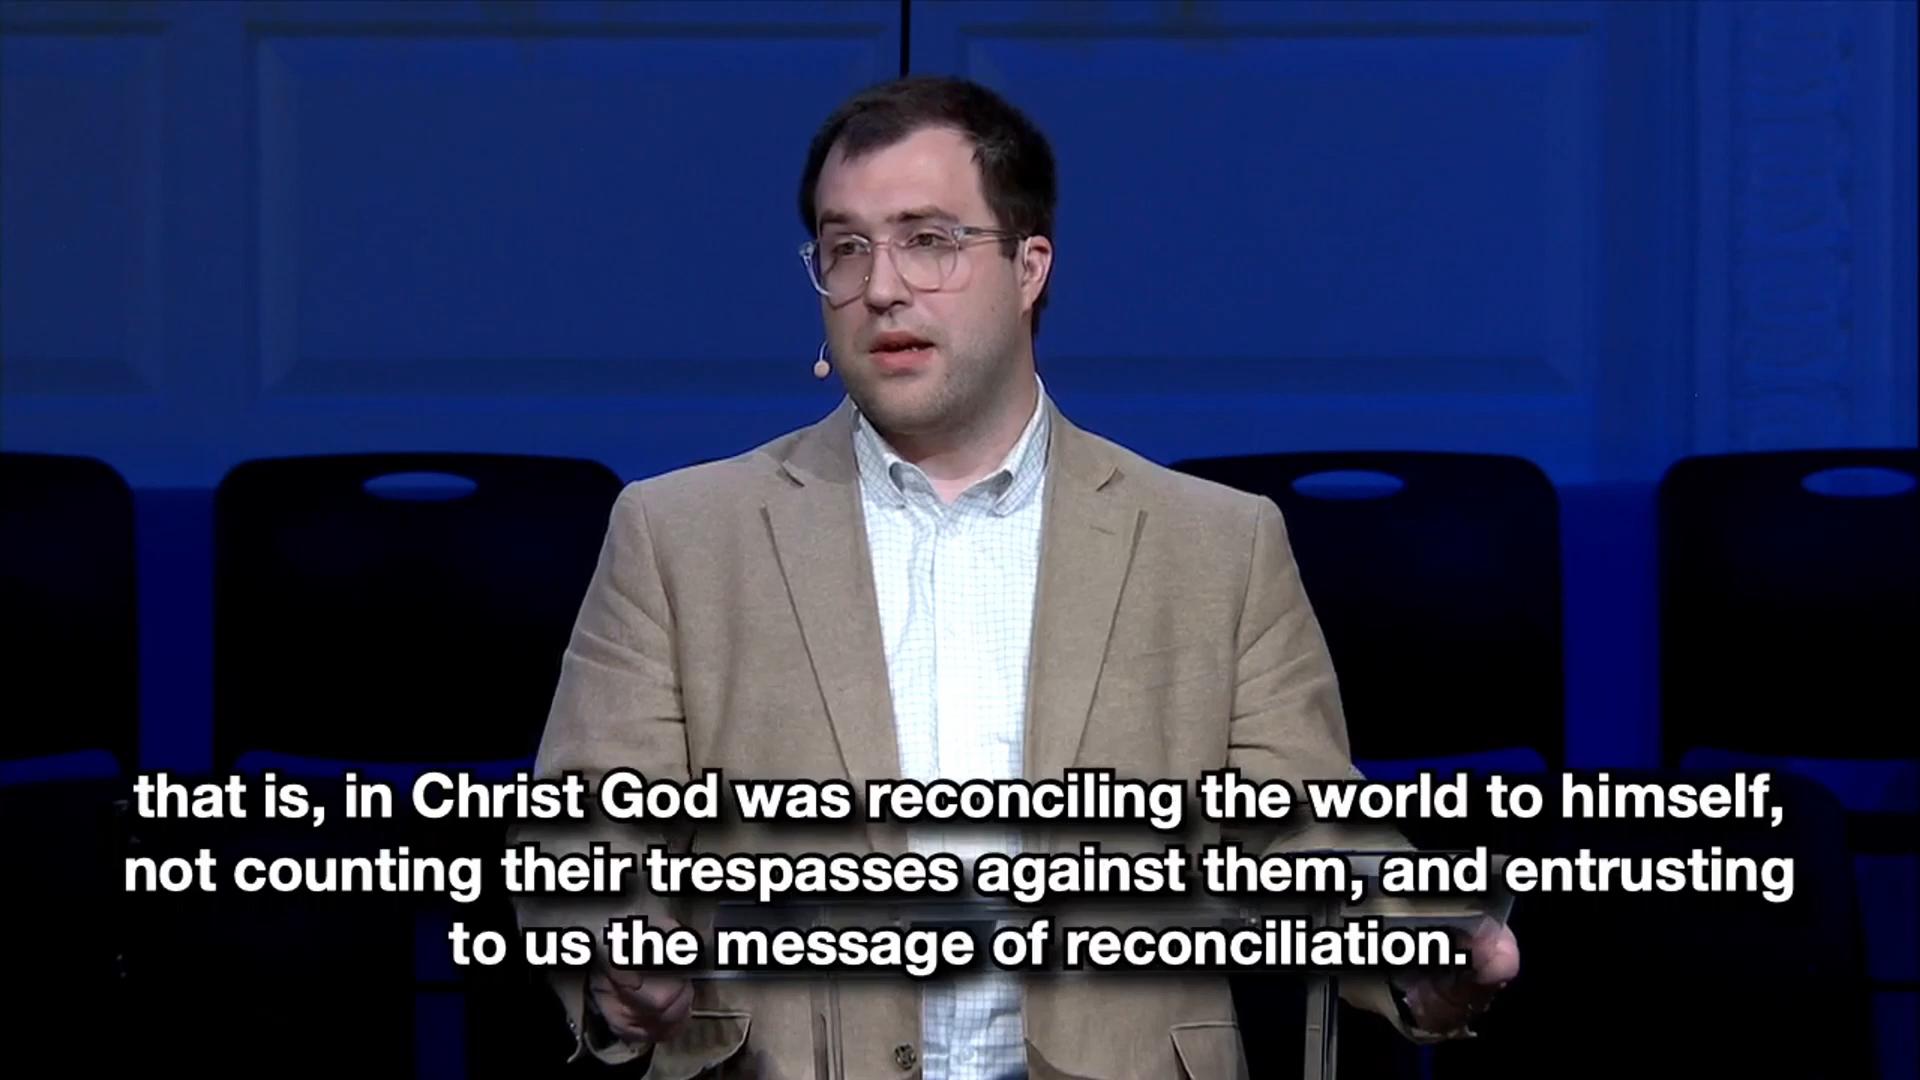 that is, in Christ God was reconciling the world to himself,
not counting their trespasses against them, and entrusting
to us the message of reconciliation.